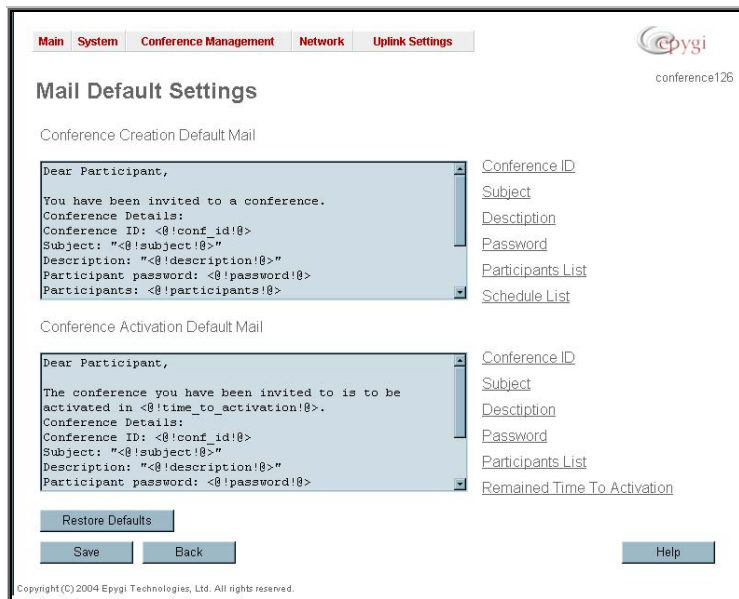 Main System Conference Management Network Uplink Settings
epygi
conference126
Mail Default Settings
Conference Creation Default Mail
Dear Participant,
You have been invited to a conference.
Conference Details:
Conference ID: <@!conf_id!@>
Subject: "<@!subject!@>"
Description: "<@!description!@>"
Participant password: <@!password!@>
Participants: <@!participants!@>
Conference ID
Subject
Desctiption
Password
Participants List
Schedule List
Conference Activation Default Mail
Dear Participant,
The conference you have been invited to is to be
activated in <@!time_to_activation!@>.
Conference Details:
Conference ID: <@!conf_id!@>
Subject: "<@!subject!@>"
Description: "<@!description!@>"
Participant password: <@!password!@>
Conference ID
Subject
Desctiption
Password
Participants List
Remained Time To Activation
Restore Defaults
Save Back Help
Copyright (C) 2004 Epygi Technologies, Ltd. All rights reserved.